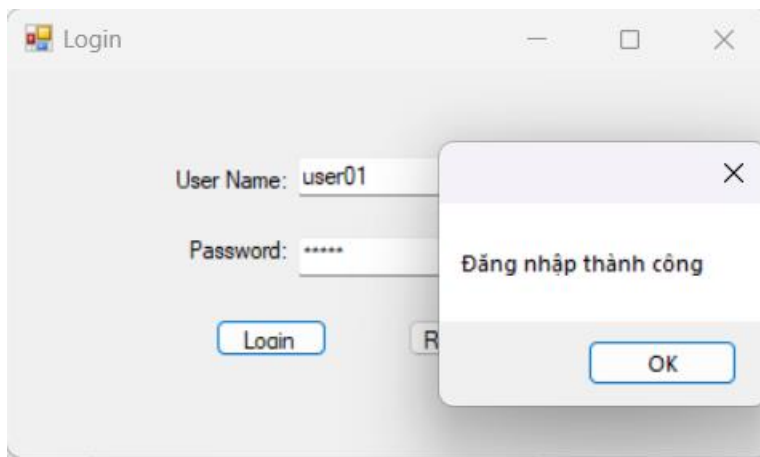 Login
User Name: user01
Password: *****
Đăng nhập thành công
Login
OK